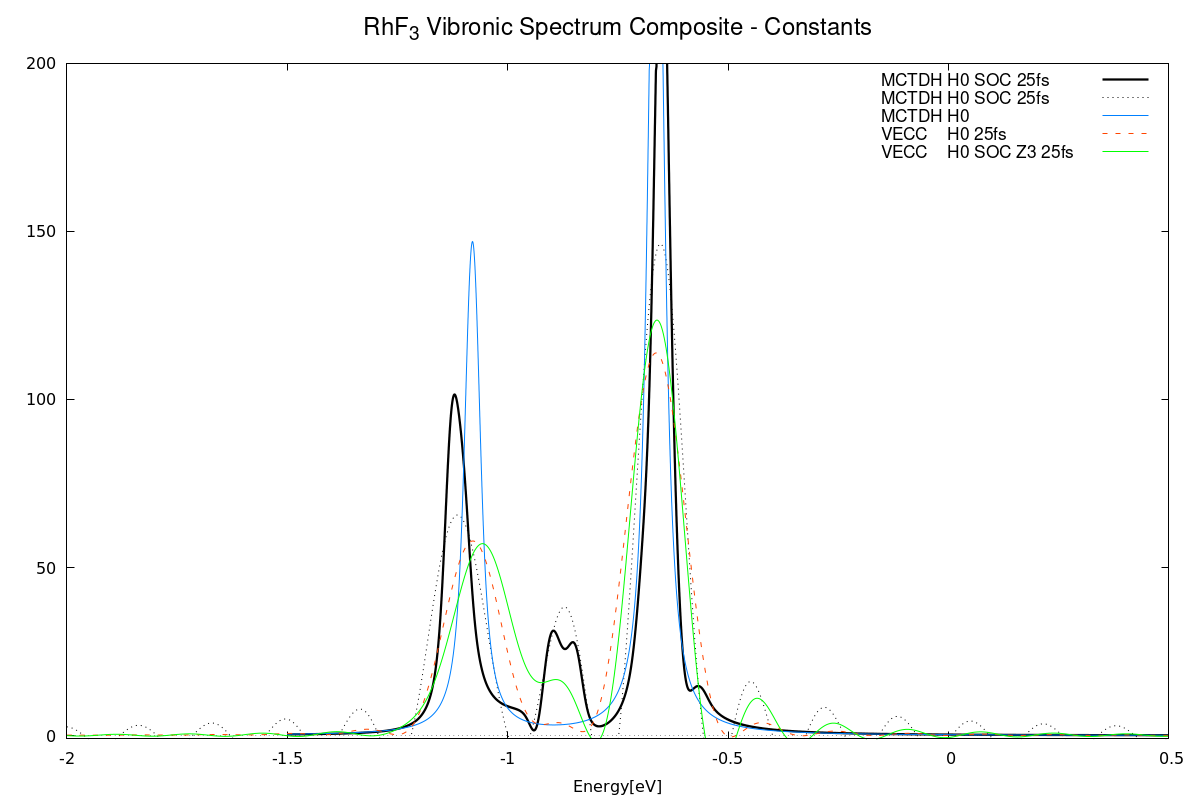 RhF3 Vibronic Spectrum Composite - Constants
200
150
100
50
0
MCTDH H0 SOC 25fs
MCTDH H0 SOC 25fs
MCTDH H0
VECC H0 25fs
VECC H0 SOC Z3 25fs
-2 -1.5 -1 -0.5 0 0.5
Energy[eV]